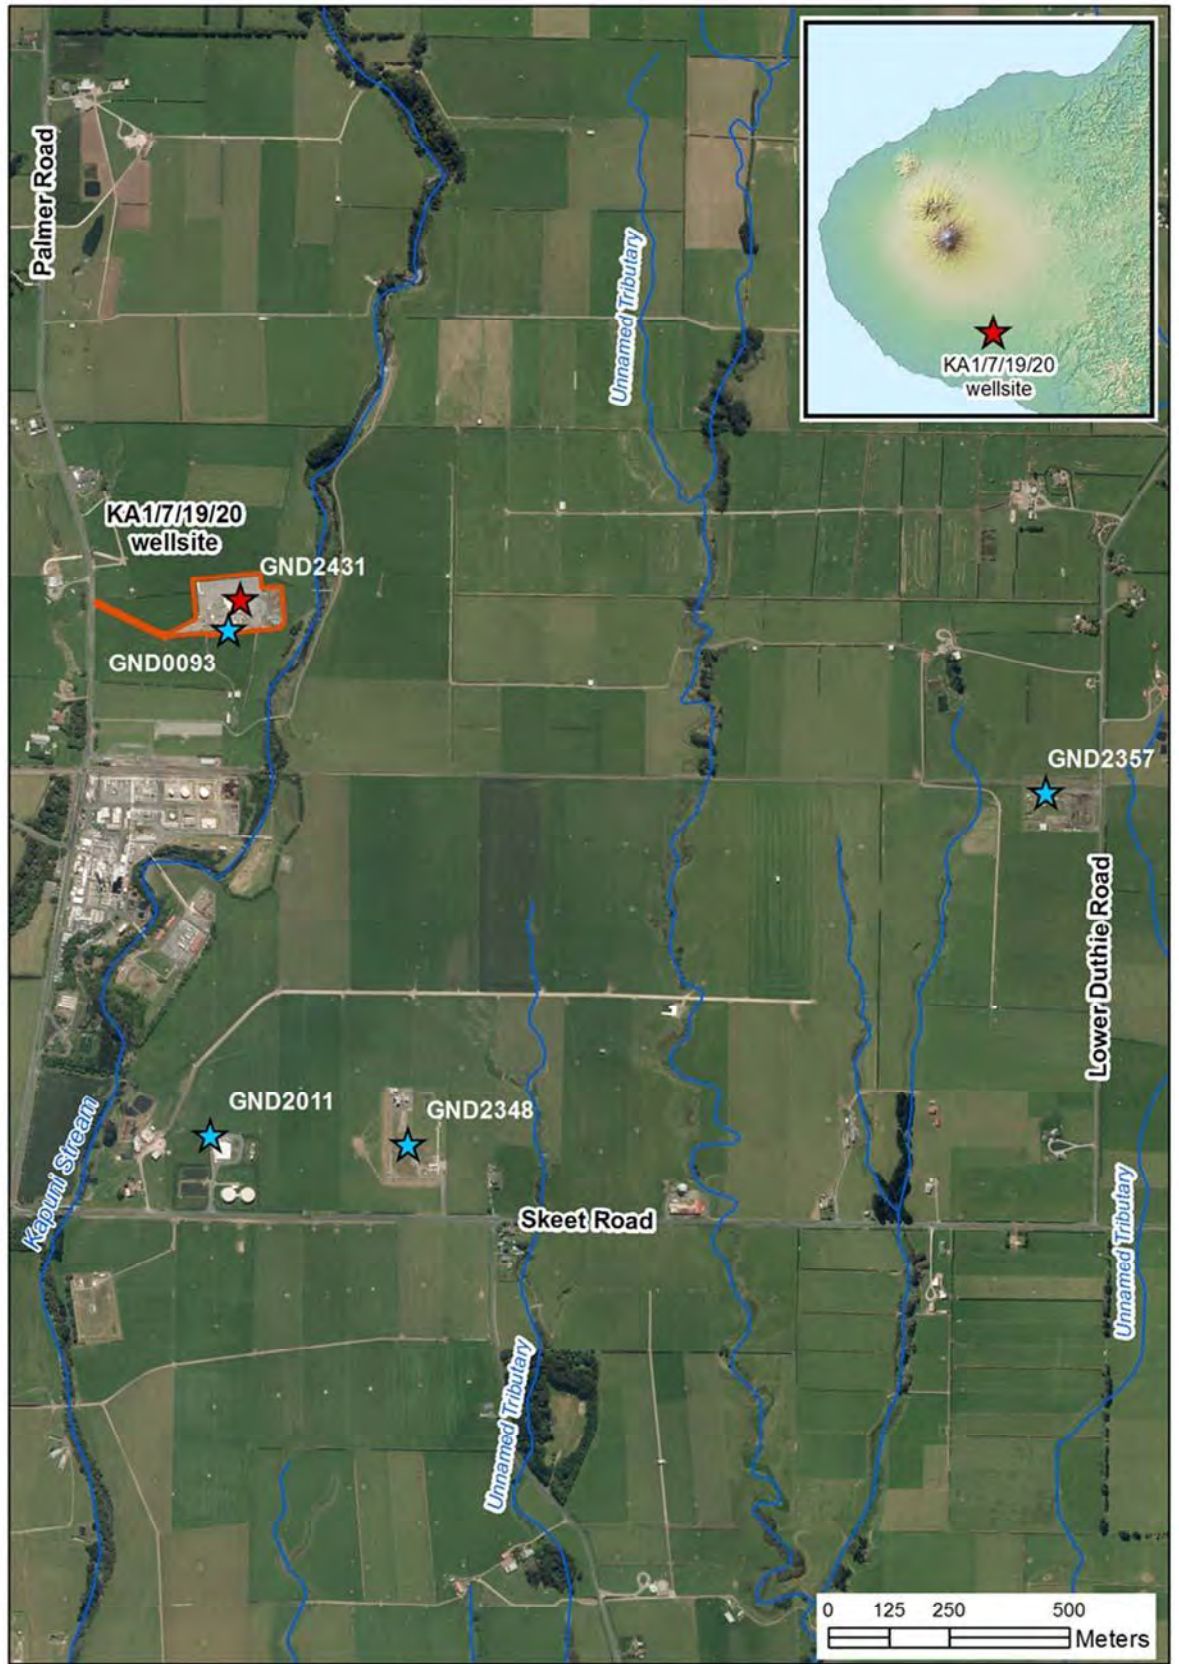 Palmer Road
Unnamed Tributary
KA1/7/19/20
wellsite
KA1/7/19/20
wellsite
GND2431
GND0093
GND2357
Lower Duthie Road
GND2011
GND2348
Kapuni Stream
Skeet Road
Unnamed Tributary
Unnamed Tributary
0 125 250 500
Meters